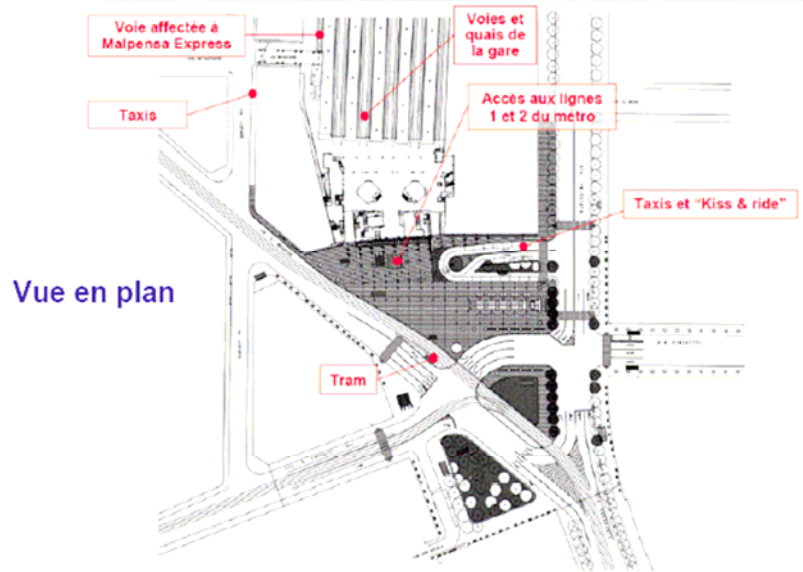 Voie affectée à
Malpensa Express
Voies et
quais de
la gare
Taxis
Accès aux lignes
1 et 2 du métro
Taxis et “Kiss & ride”
Vue en plan
Tram